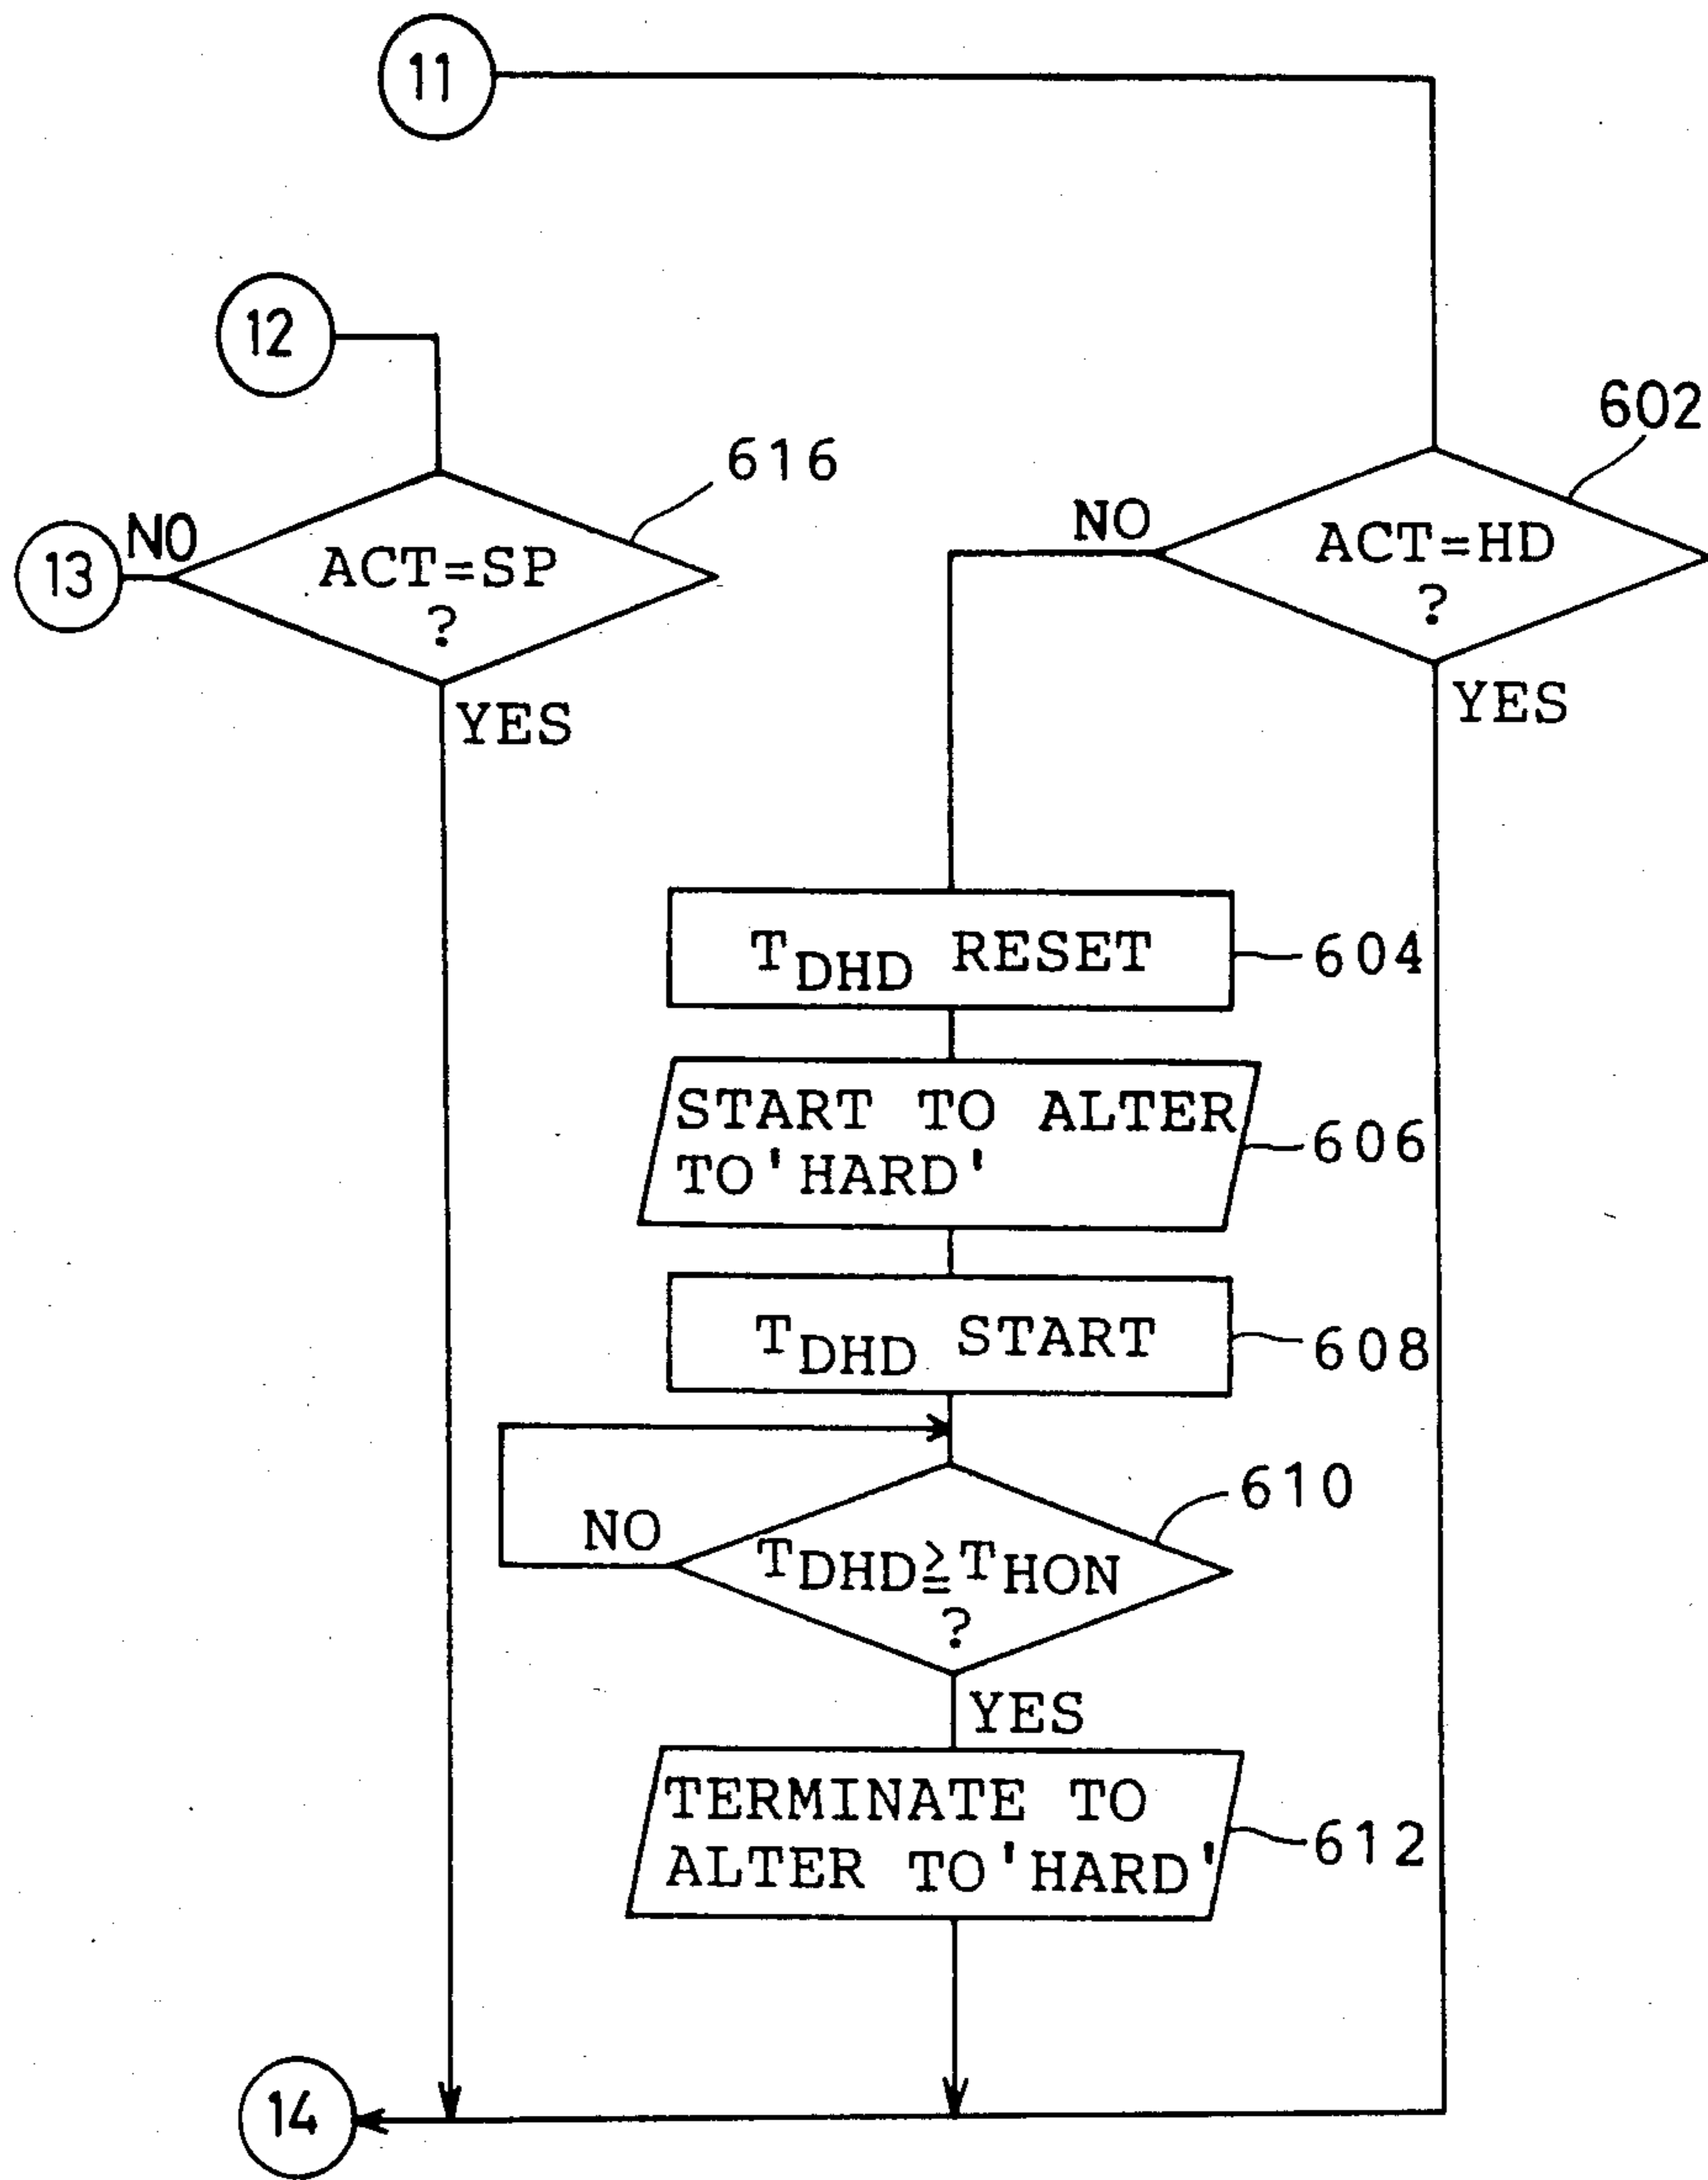 11
12
602
616
NO
NO
ACT=HD
?
13
ACT=SP
?
YES
YES
TDHD RESET
604
START TO ALTER
TO'HARD'
606
TDHD START
608
610
NO
TDHD≧THON
?
YES
TERMINATE TO
ALTER TO'HARD'
612
14